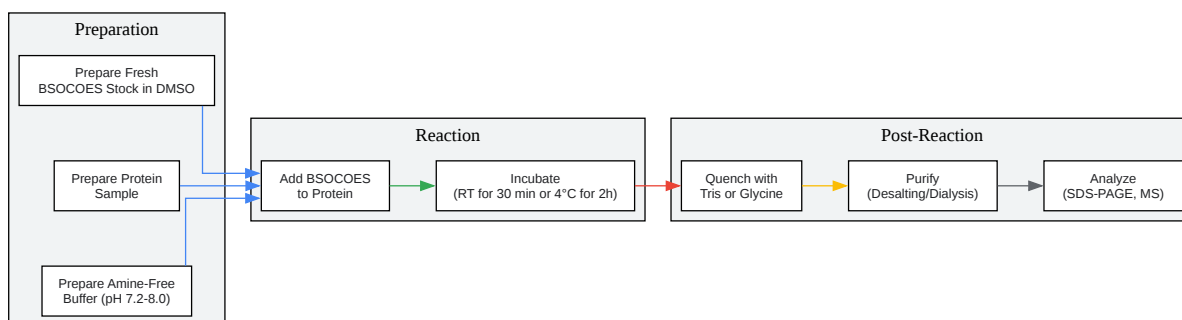 Preparation
Prepare Fresh
BSOCOES Stock in DMSO
Prepare Protein
Sample
Prepare Amine-Free
Buffer (pH 7.2-8.0)
Reaction
Add BSOCOES
to Protein
Incubate
(RT for 30 min or 4°C for 2h)
Post-Reaction
Quench with
Tris or Glycine
Purify
(Desalting/Dialysis)
Analyze
(SDS-PAGE, MS)